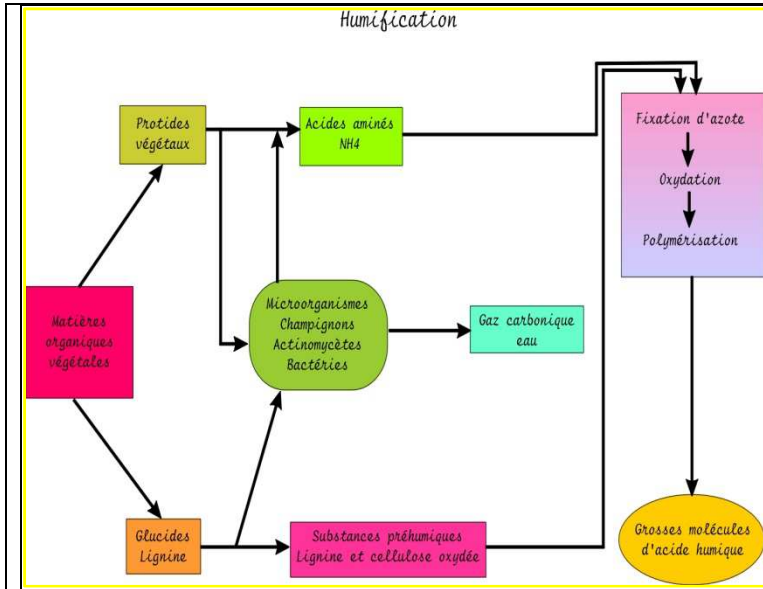 Humification
Protides
végétaux
Acides aminés
NH4
Fixation d'azote
Oxydation
Polymérisation
Matières
organiques
végétales
Microorganismes
Champignons
Actinomycètes
Bactéries
Gaz carbonique
eau
Glucides
Lignine
Substances préhumiques
Lignine et cellulose oxydée
Grosses molécules
d'acide humique